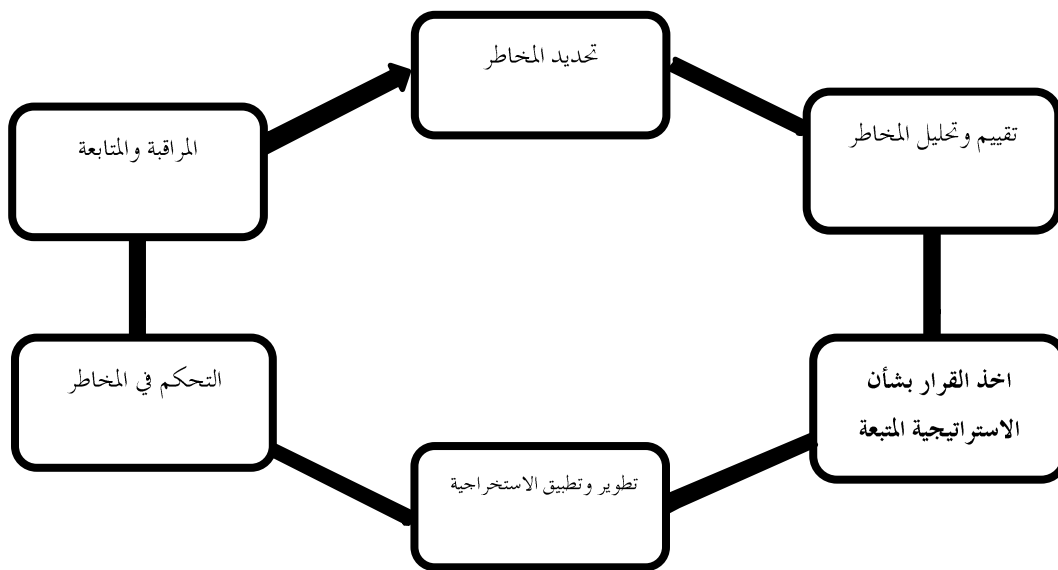 تحديد المخاطر
تقييم وتحليل المخاطر
اخذ القرار بشأن
الاستراتيجية المتبعة
تطوير وتطبيق الاستخراجية
التحكم في المخاطر
المراقبة والمتابعة